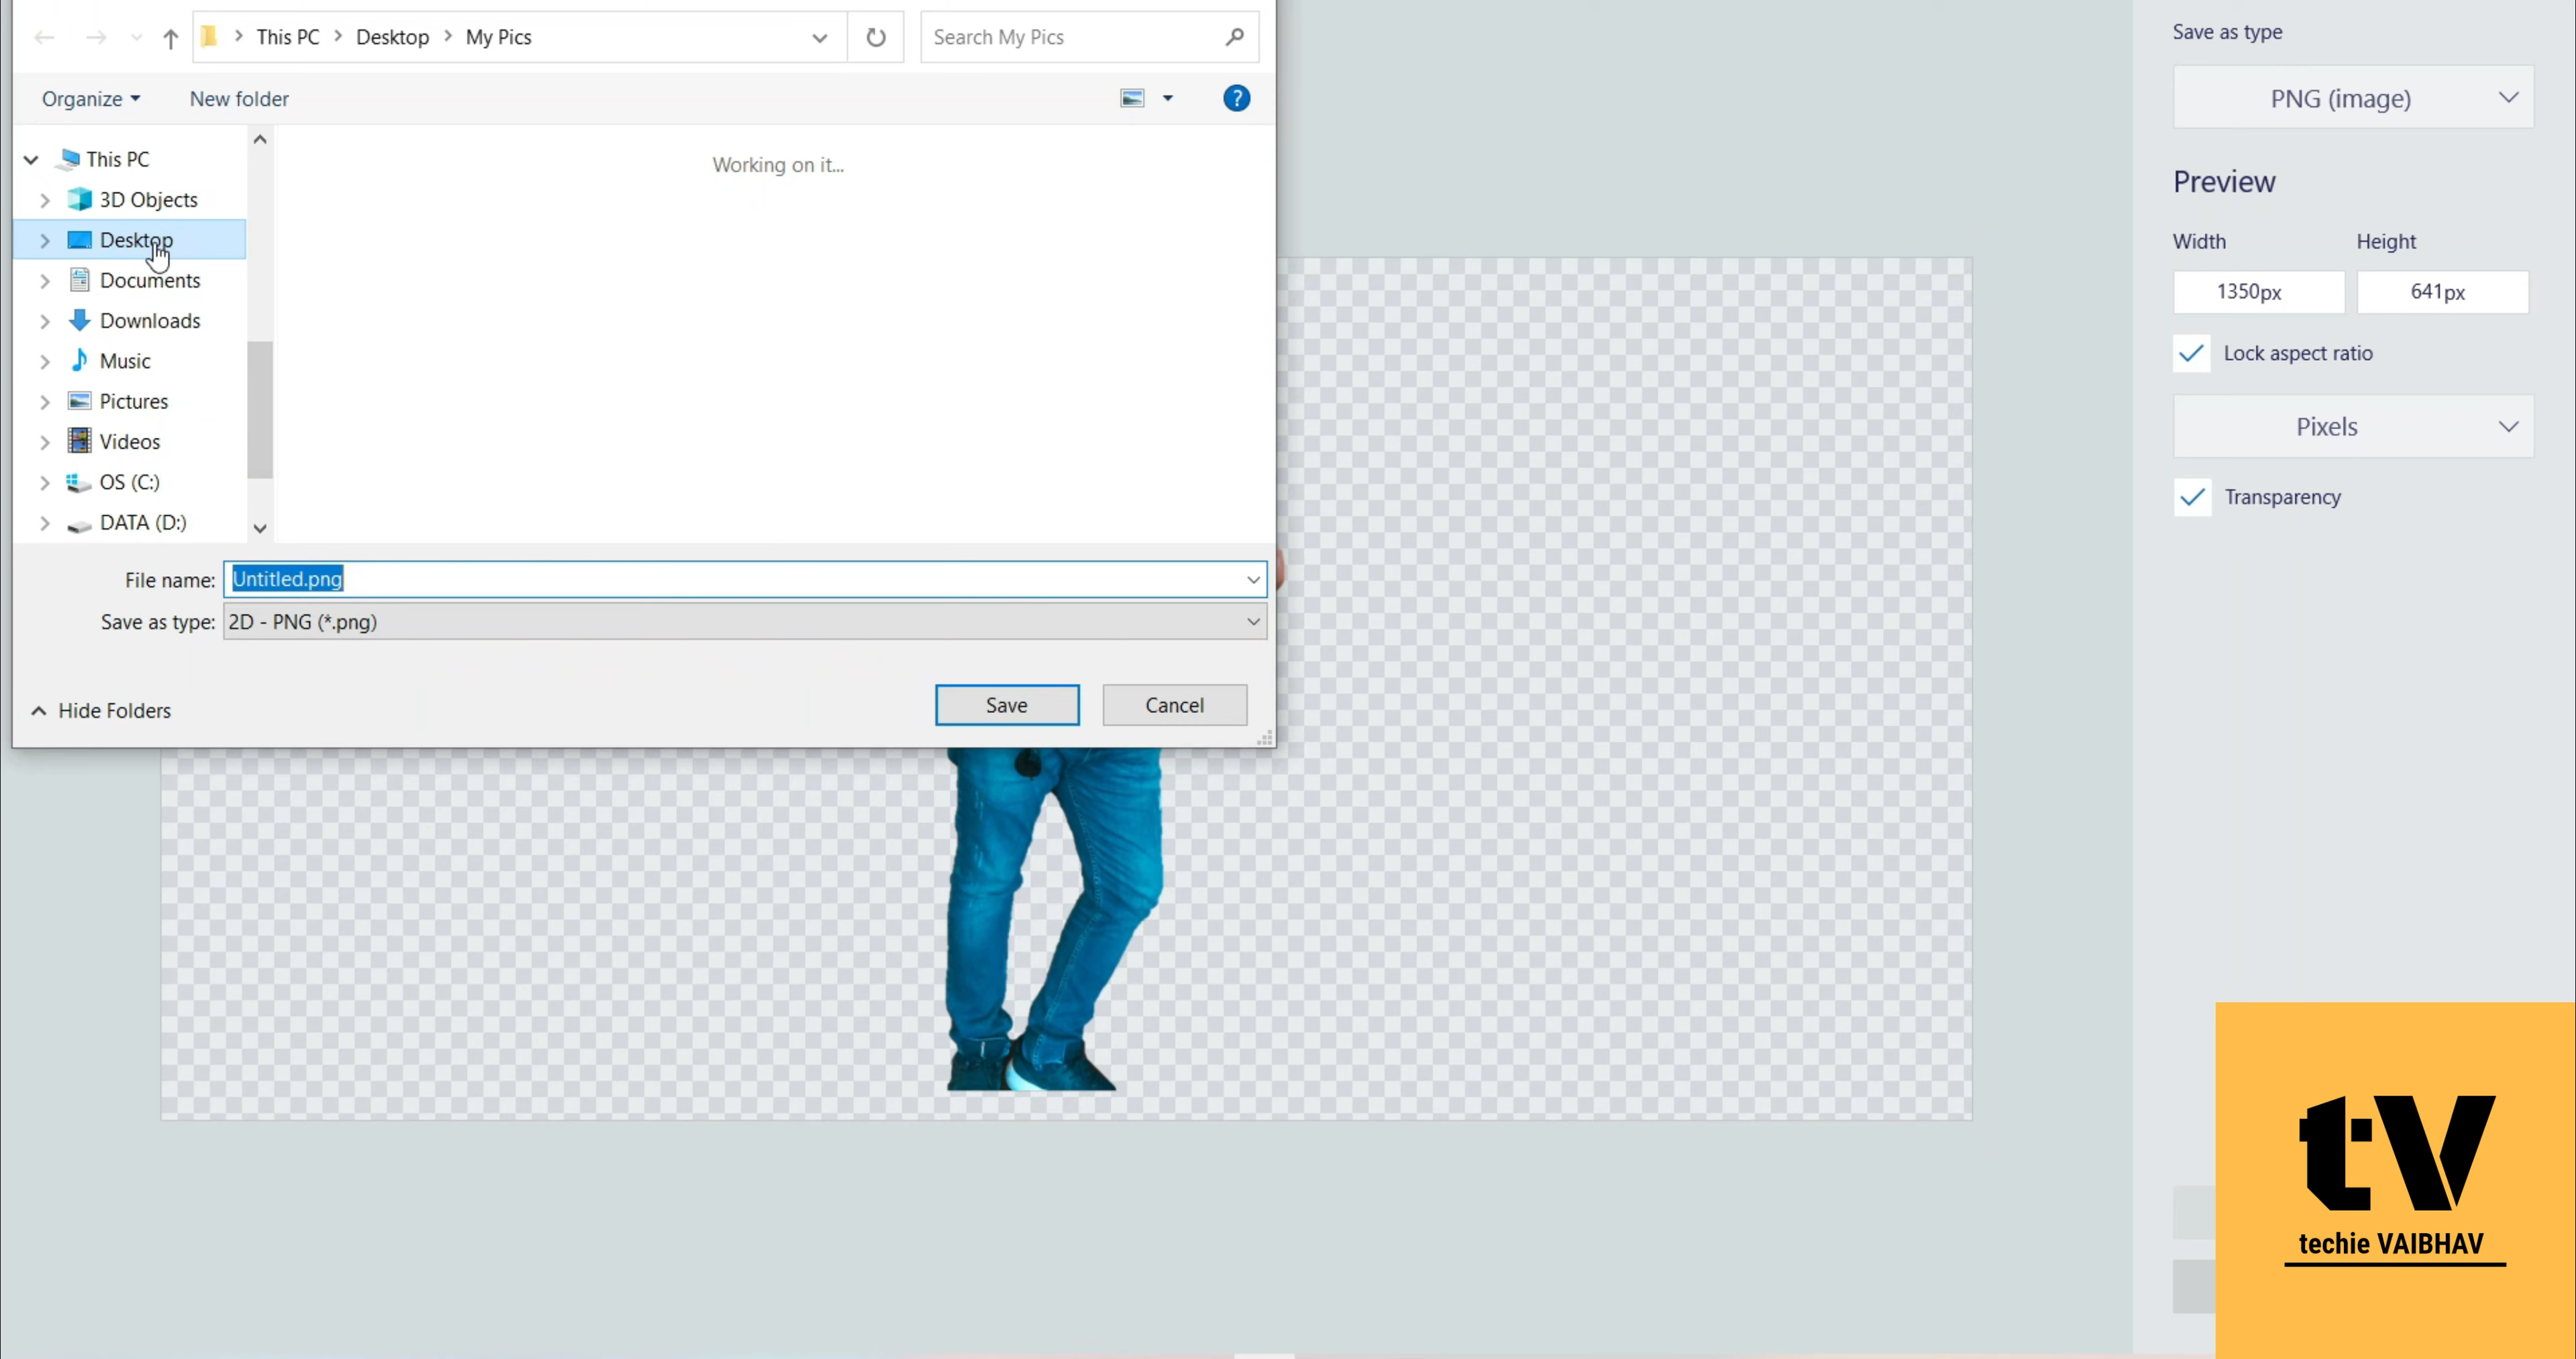 This PC > Desktop > My Pics
Search My Pics
Organize
New folder
?
This PC
3D Objects
Desktop
Documents
Downloads
Music
Pictures
Videos
OS (C:)
DATA (D:)
Working on it...
File name: Untitled.png
Save as type: 2D - PNG (*.png)
Hide Folders
Save
Cancel
Save as type
PNG (image)
Preview
Width
Height
1350px
641px
Lock aspect ratio
Pixels
Transparency
tV
techie VAIBHAV